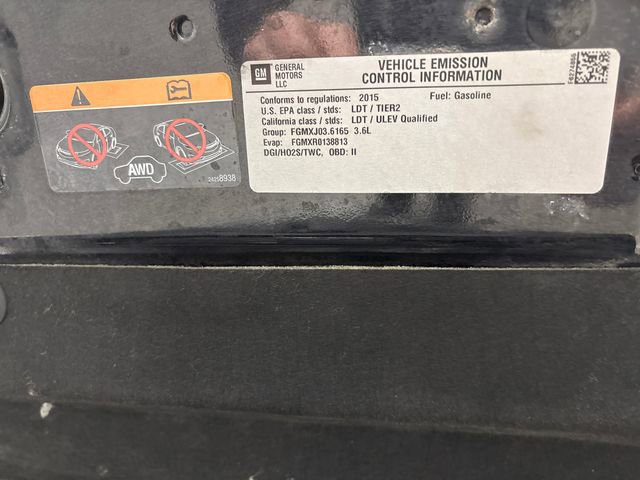 GM
GENERAL
MOTORS
LLC
VEHICLE EMISSION
CONTROL INFORMATION
Conforms to regulations: 2015 Fuel: Gasoline
U.S. EPA class / stds: LDT / TIER2
California class / stds: LDT / ULEV Qualified
Group: FGMXJ03.6165 3.6L
Evap: FGMXR0138813
DGI/HO2S/TWC, OBD: II
AWD